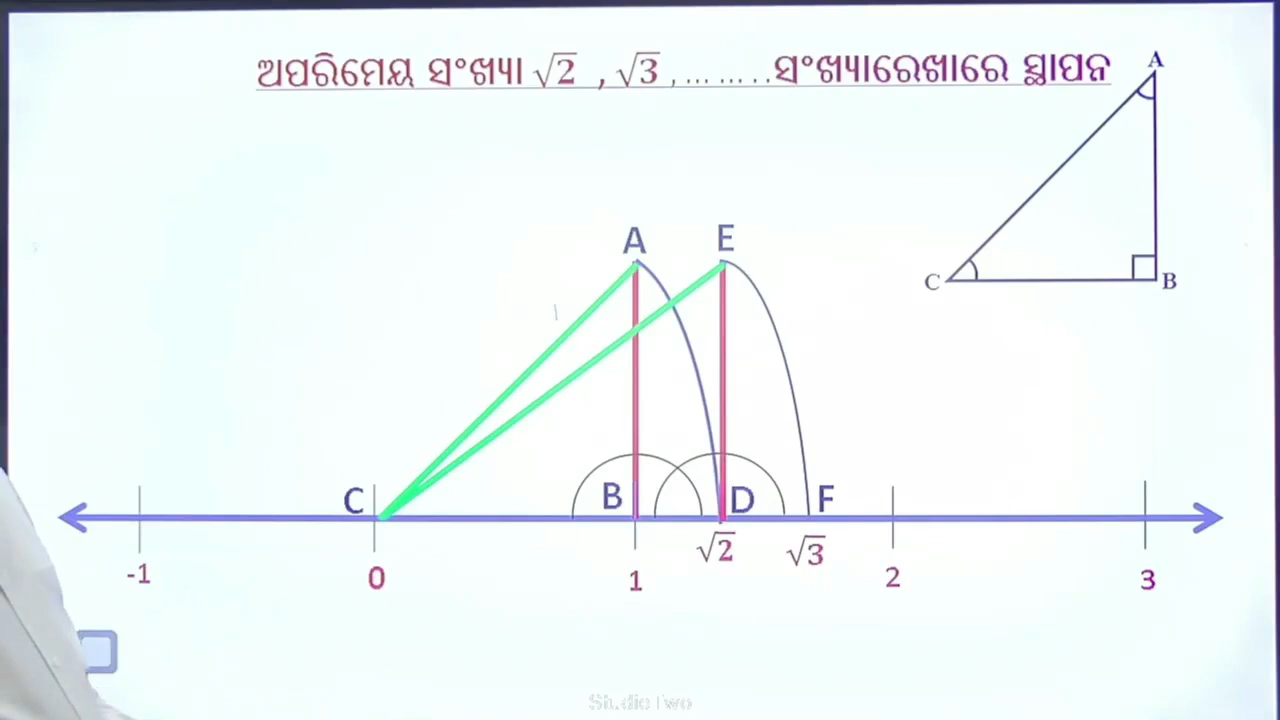 ଅପରିମେୟ ସଂଖ୍ୟା √2 , √3 , ........ ସଂଖ୍ୟାରେଖାରେ ସ୍ଥାପନ
A
C B
A E
C B D F
√2 √3
-1 0 1 2 3